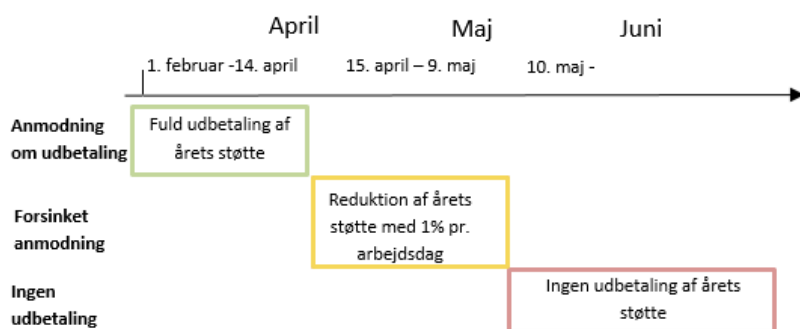 April Maj Juni
1. februar -14. april 15. april – 9. maj 10. maj -
Anmodning
om udbetaling
Fuld udbetaling af
årets støtte
Forsinket
anmodning
Reduktion af årets
støtte med 1% pr.
arbejdsdag
Ingen
udbetaling
Ingen udbetaling af årets
støtte